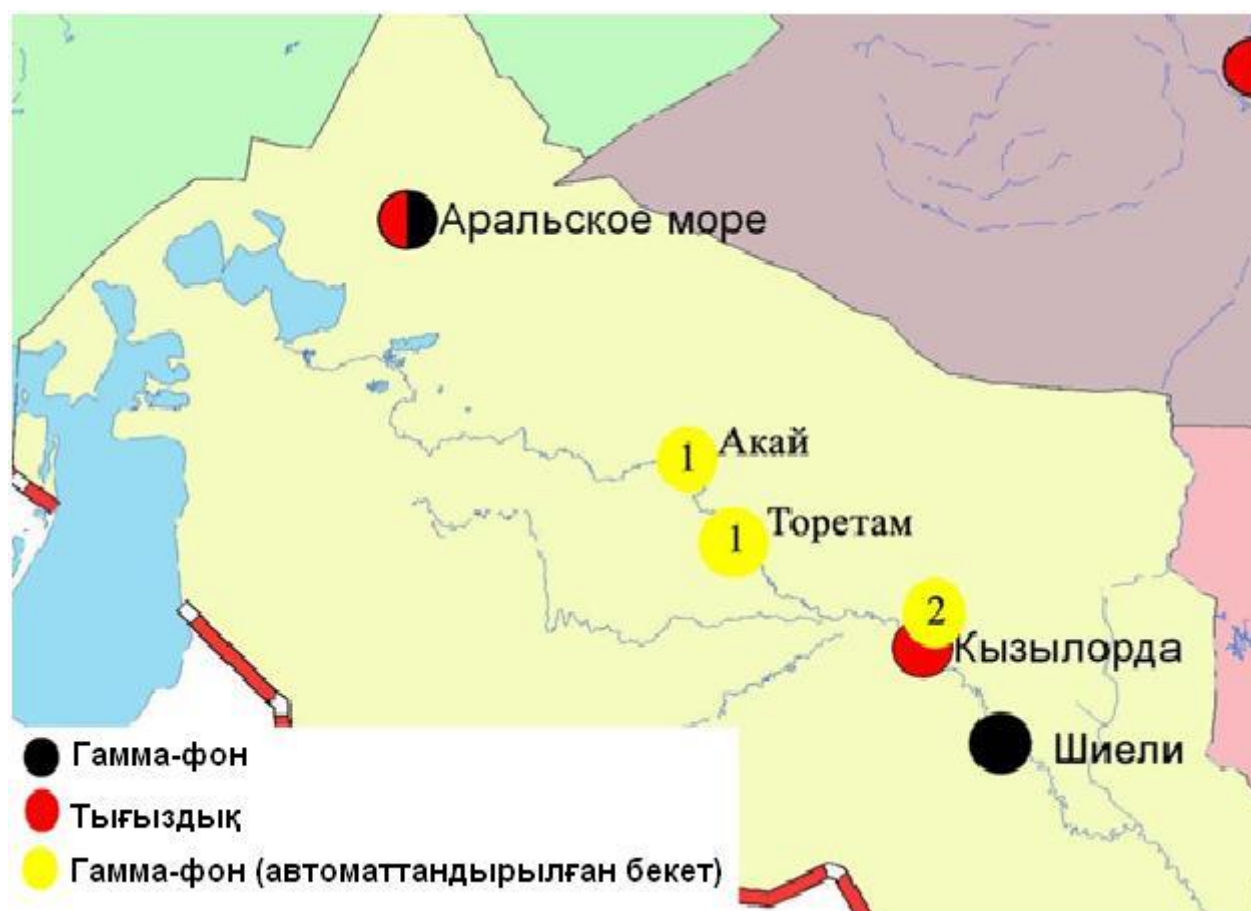 Аральское море
1 Акай
1 Торетам
2
Кызылорда
Шиели
Гамма-фон
Тығыздық
Гамма-фон (автоматтандырылған бекет)